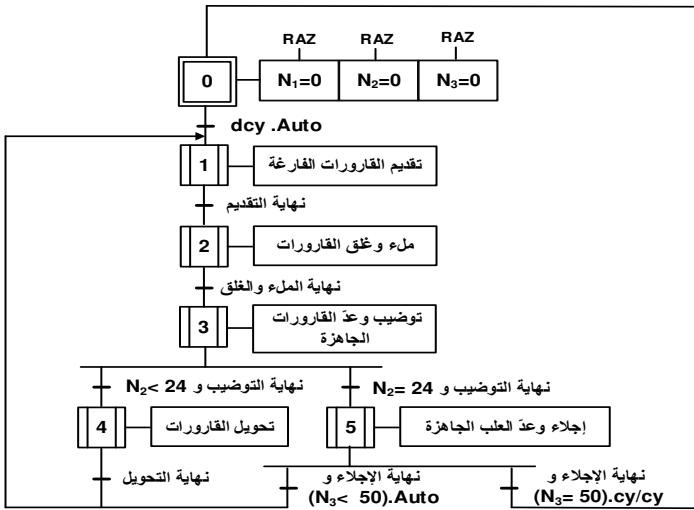 RAZ RAZ RAZ
0 N₁=0 N₂=0 N₃=0
dcy .Auto
1 تقديم القارورات الفارغة
نهاية التقديم
2 ملء و غلق القارورات
نهاية الملء والغلق
3 توضيب وعدّ القارورات
الجاهزة
نهاية التوضيب و N₂< 24
نهاية التوضيب و N₂= 24
4 تحويل القارورات
5 إجلاء وعدّ العلب الجاهزة
نهاية التحويل
نهاية الإجلاء و
(N₃< 50).Auto
نهاية الإجلاء و
(N₃= 50).cy/cy